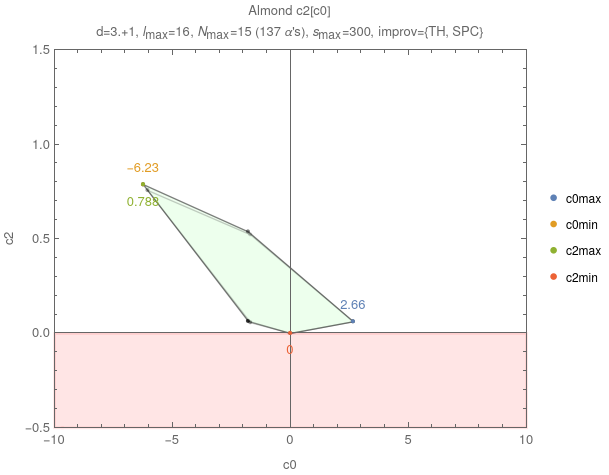 Almond c2[c0]
d=3.+1, lmax=16, Nmax=15 (137 α's), smax=300, improv={TH, SPC}
1.5
1.0
0.5
0.0
−0.5
−10
−5
0
5
10
c2
c0
−6.23
0.788
2.66
0
c0max
c0min
c2max
c2min